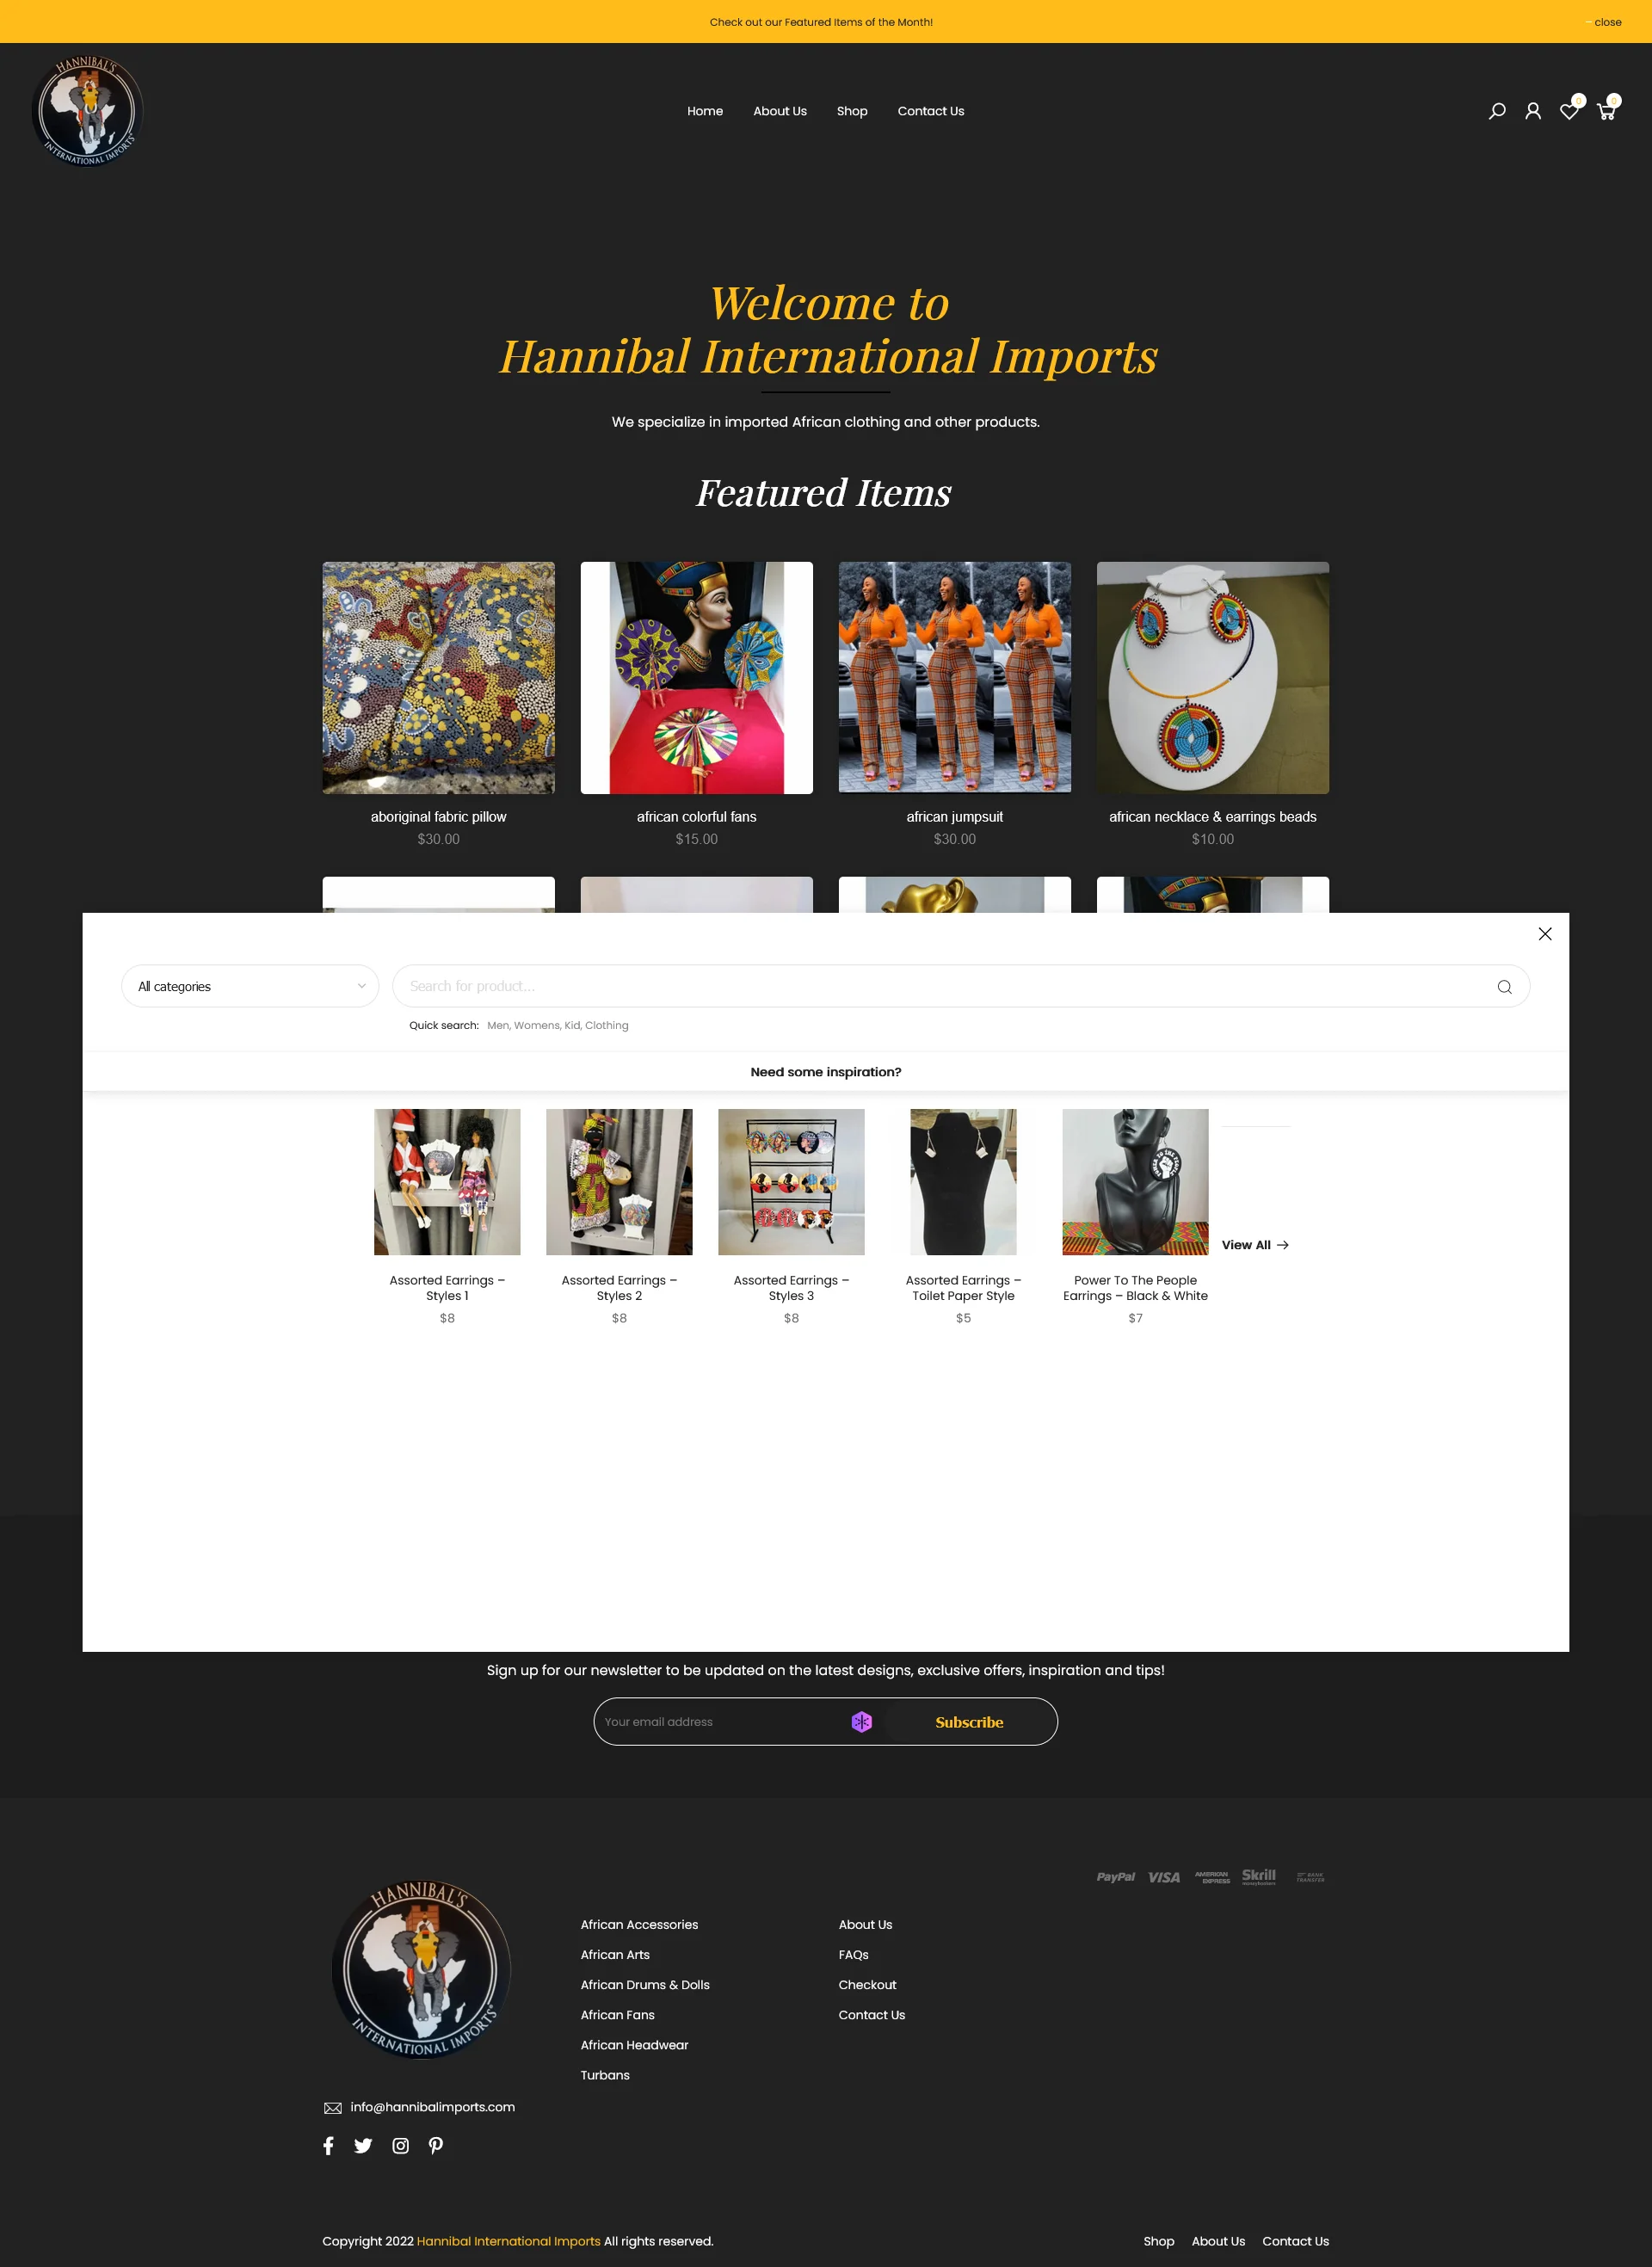 Check out our Featured Items of the Month!
close
HANNIBAL'S
INTERNATIONAL IMPORTS
Home
About Us
Shop
Contact Us
0
0
Welcome to
Hannibal International Imports
We specialize in imported African clothing and other products.
Featured Items
aboriginal fabric pillow
$30.00
african colorful fans
$15.00
african jumpsuit
$30.00
african necklace & earrings beads
$10.00
All categories
Search for product...
Quick search: Men, Womens, Kid, Clothing
Need some inspiration?
POWER TO THE PEOPLE
View All
Assorted Earrings –
Styles 1
$8
Assorted Earrings –
Styles 2
$8
Assorted Earrings –
Styles 3
$8
Assorted Earrings –
Toilet Paper Style
$5
Power To The People
Earrings – Black & White
$7
Sign up for our newsletter to be updated on the latest designs, exclusive offers, inspiration and tips!
Your email address
Subscribe
PayPal
VISA
AMERICAN
EXPRESS
Skrill
moneybookers
BANK
TRANSFER
HANNIBAL'S
INTERNATIONAL IMPORTS
African Accessories
African Arts
African Drums & Dolls
African Fans
African Headwear
Turbans
About Us
FAQs
Checkout
Contact Us
info@hannibalimports.com
Copyright 2022 Hannibal International Imports All rights reserved.
Shop
About Us
Contact Us